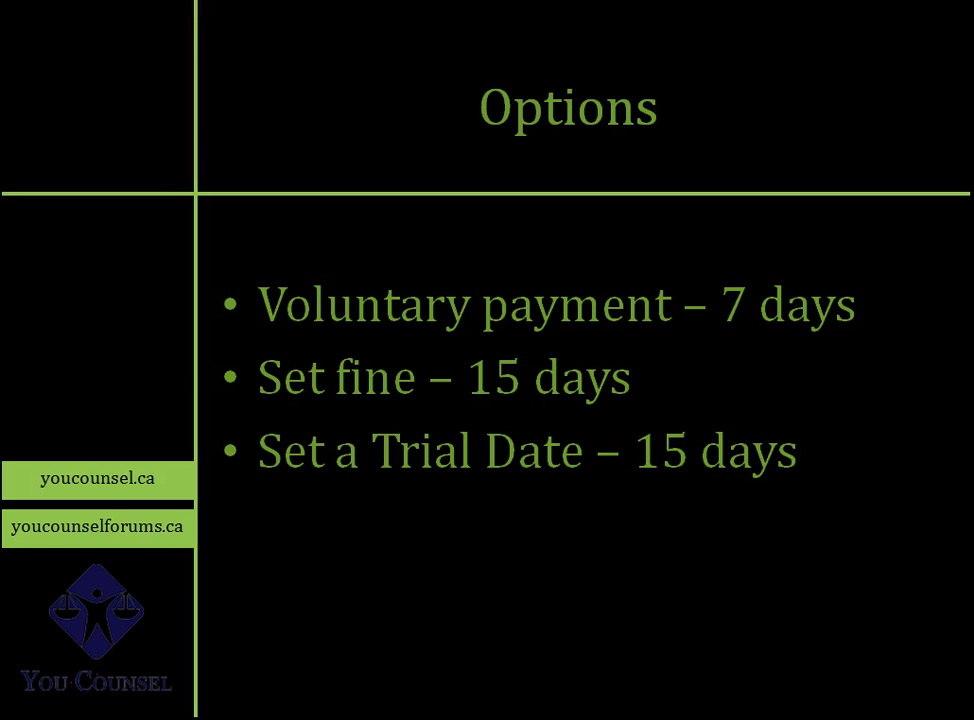 Options
• Voluntary payment – 7 days
• Set fine – 15 days
• Set a Trial Date – 15 days
youcounsel.ca
youcounselforums.ca
YOU COUNSEL